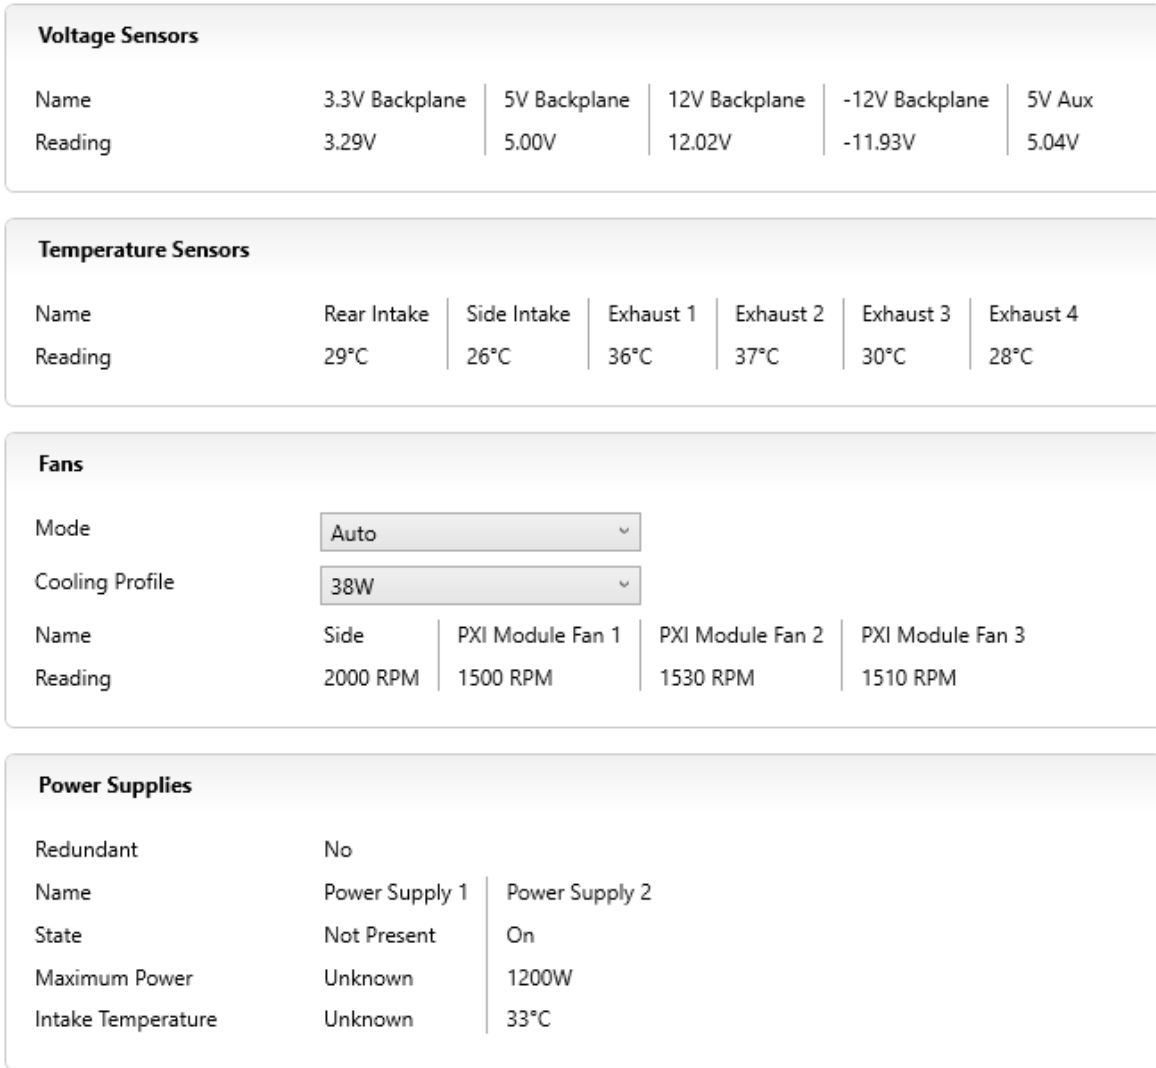 Voltage Sensors
Name 3.3V Backplane 5V Backplane 12V Backplane -12V Backplane 5V Aux
Reading 3.29V 5.00V 12.02V -11.93V 5.04V
Temperature Sensors
Name Rear Intake Side Intake Exhaust 1 Exhaust 2 Exhaust 3 Exhaust 4
Reading 29°C 26°C 36°C 37°C 30°C 28°C
Fans
Mode Auto
Cooling Profile 38W
Name Side PXI Module Fan 1 PXI Module Fan 2 PXI Module Fan 3
Reading 2000 RPM 1500 RPM 1530 RPM 1510 RPM
Power Supplies
Redundant No
Name Power Supply 1 Power Supply 2
State Not Present On
Maximum Power Unknown 1200W
Intake Temperature Unknown 33°C